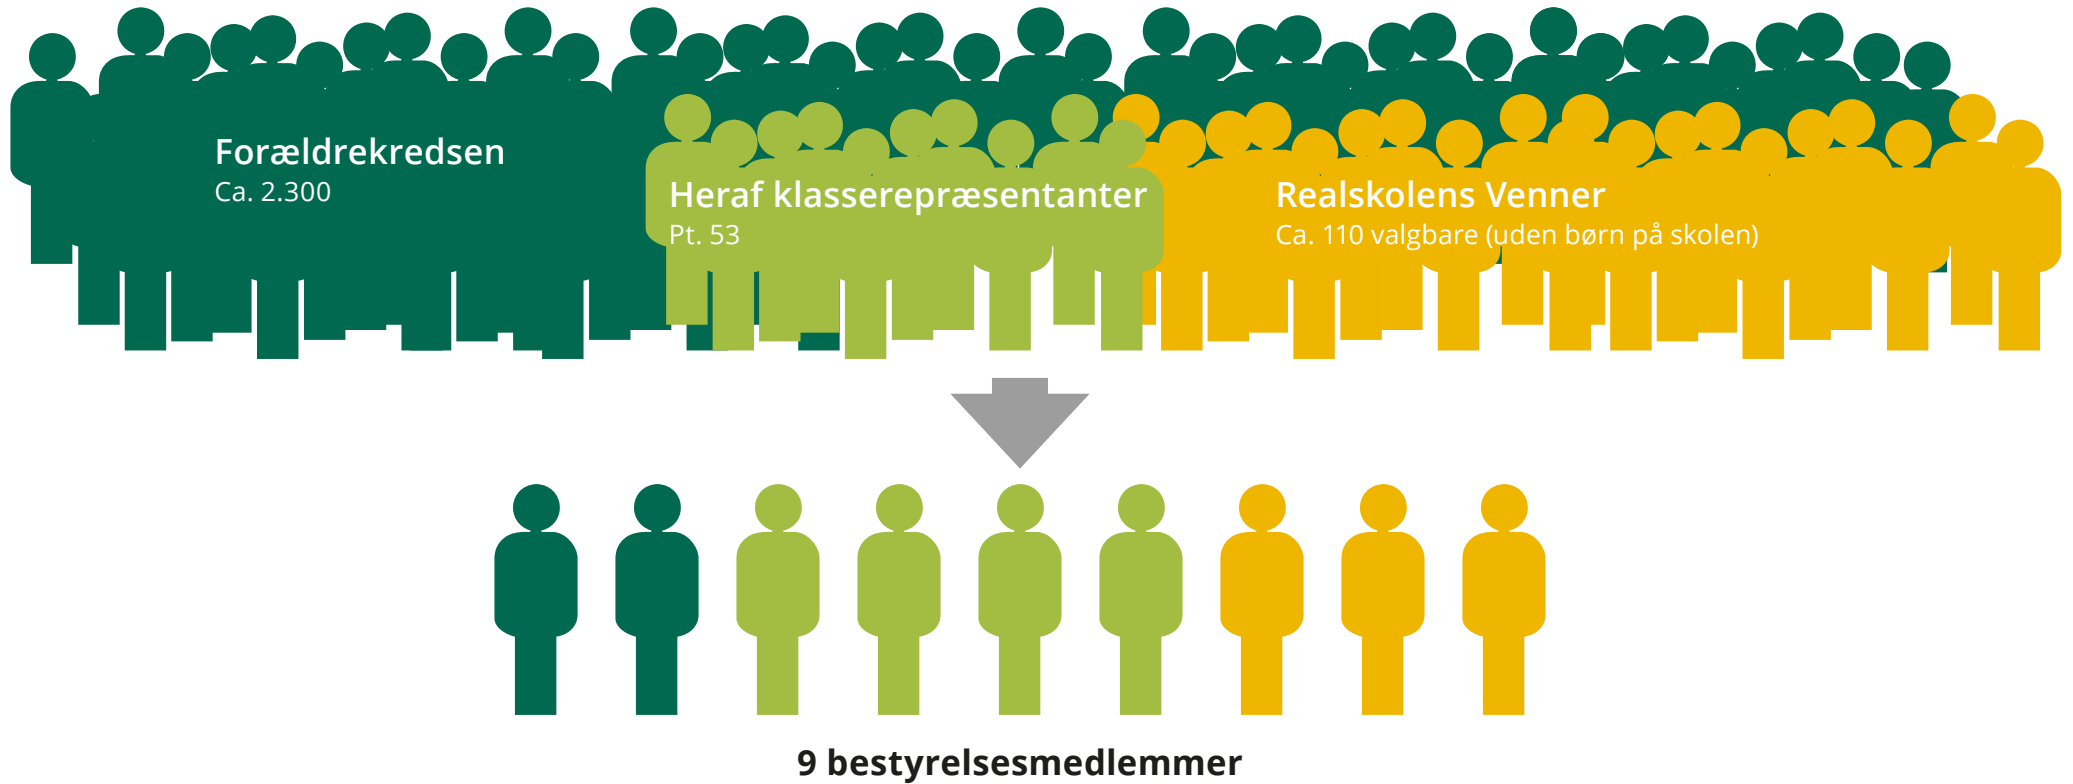 Forældrekredsen
Ca. 2.300
Heraf klasserepræsentanter
Pt. 53
Realskolens Venner
Ca. 110 valgbare (uden børn på skolen)
9 bestyrelsesmedlemmer